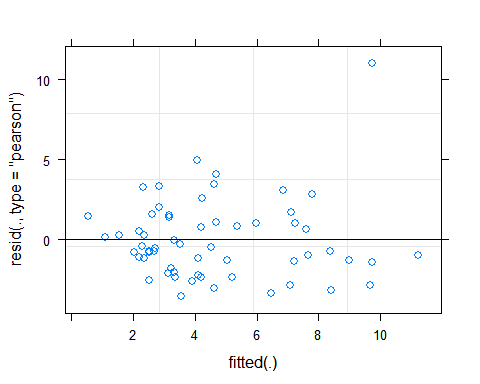 10
5
0
resid(., type = "pearson")
2 4 6 8 10
fitted(.)